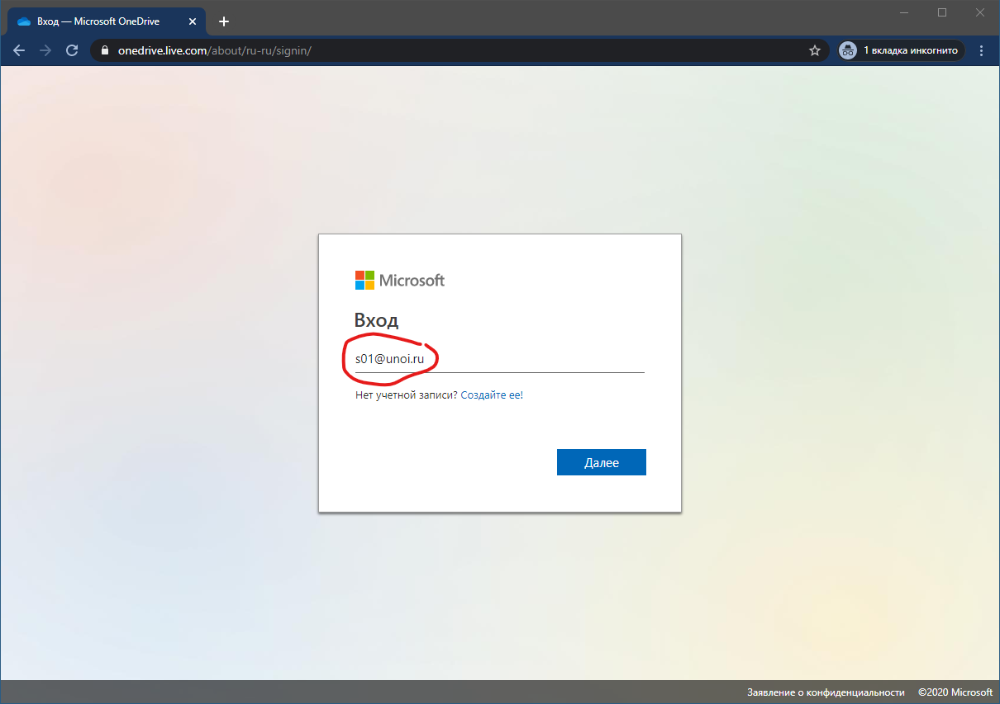 Вход — Microsoft OneDrive
onedrive.live.com/about/ru-ru/signin/
1 вкладка инкогнито
Microsoft
Вход
s01@unoi.ru
Нет учетной записи? Создайте ее!
Далее
Заявление о конфиденциальности ©2020 Microsoft